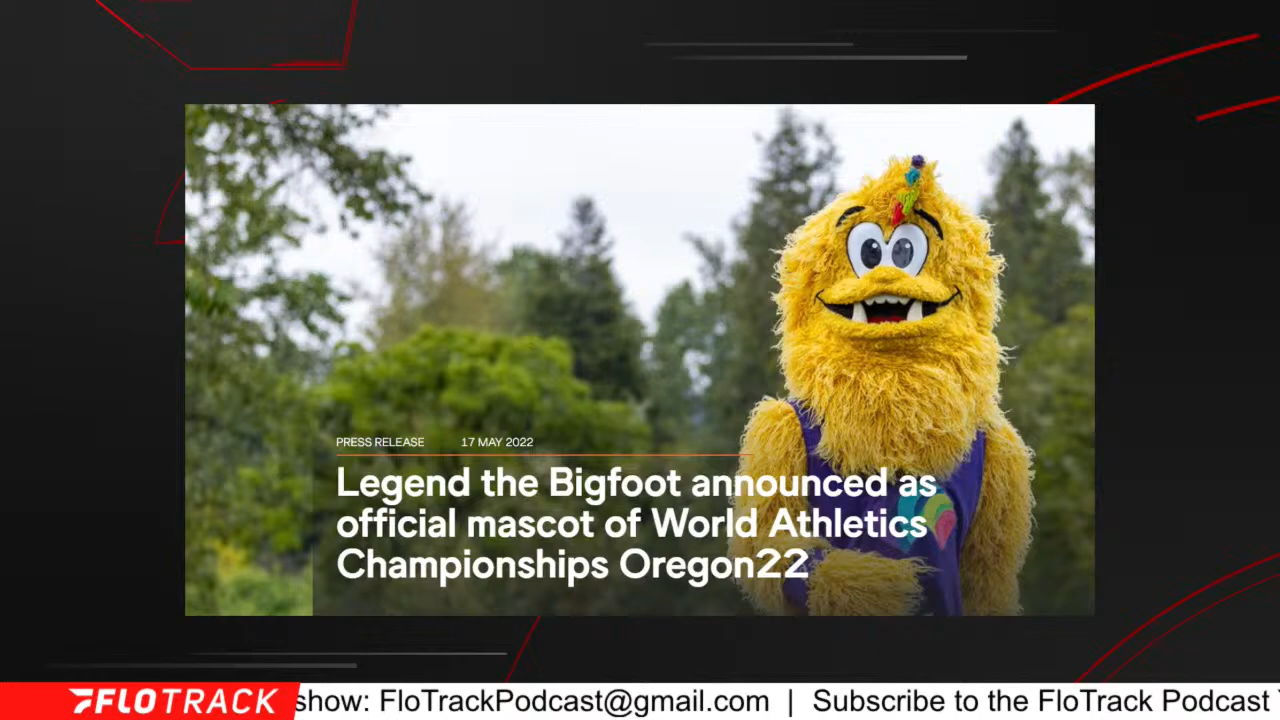 PRESS RELEASE 17 MAY 2022
Legend the Bigfoot announced as
official mascot of World Athletics
Championships Oregon22
FLOTRACK show: FloTrackPodcast@gmail.com | Subscribe to the FloTrack Podcast